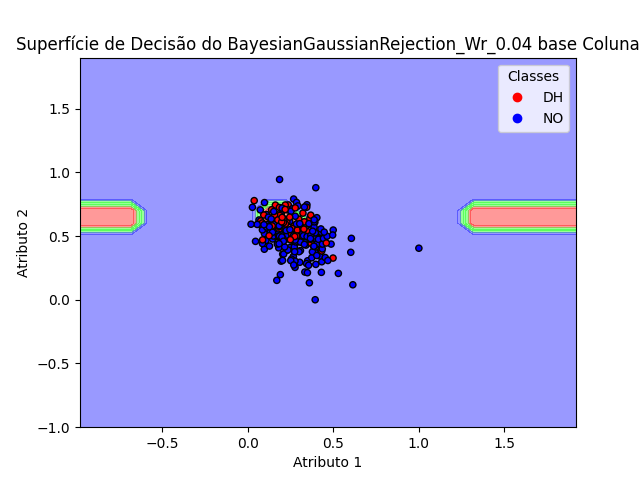 Superfície de Decisão do BayesianGaussianRejection_Wr_0.04 base Coluna
Classes
DH
NO
Atributo 2
1.5
1.0
0.5
0.0
−0.5
−1.0
−0.5
0.0
0.5
1.0
1.5
Atributo 1